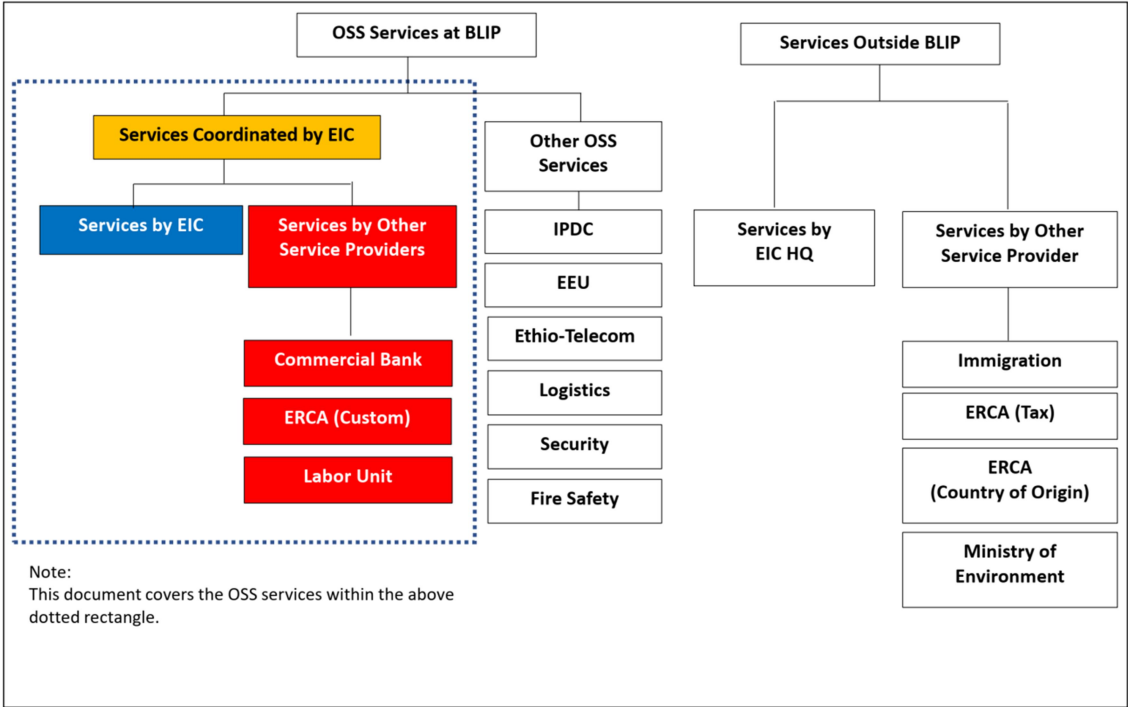 OSS Services at BLIP
Services Coordinated by EIC
Services by EIC
Services by Other
Service Providers
Commercial Bank
ERCA (Custom)
Labor Unit
Other OSS
Services
IPDC
EEU
Ethio-Telecom
Logistics
Security
Fire Safety
Services Outside BLIP
Services by
EIC HQ
Services by Other
Service Provider
Immigration
ERCA (Tax)
ERCA
(Country of Origin)
Ministry of
Environment
Note:
This document covers the OSS services within the above
dotted rectangle.